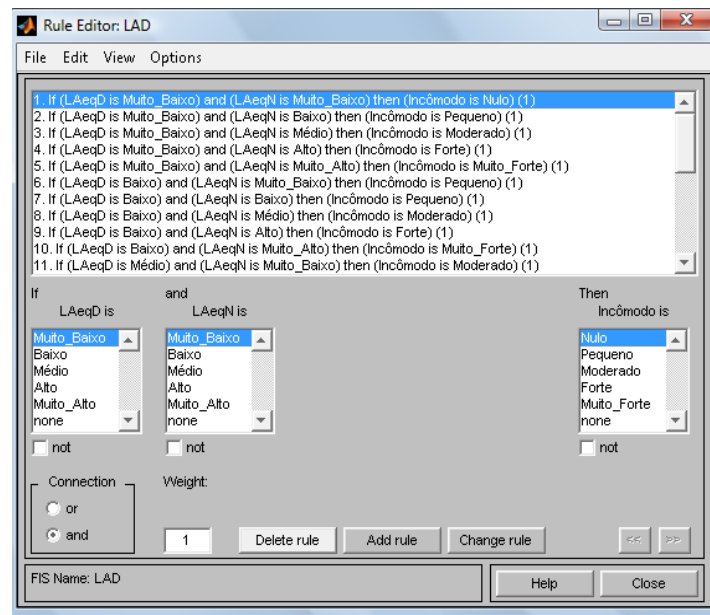 Rule Editor: LAD
File Edit View Options
1. If (LAeqD is Muito_Baixo) and (LAeqN is Muito_Baixo) then (Incômodo is Nulo) (1)
2. If (LAeqD is Muito_Baixo) and (LAeqN is Baixo) then (Incômodo is Pequeno) (1)
3. If (LAeqD is Muito_Baixo) and (LAeqN is Médio) then (Incômodo is Moderado) (1)
4. If (LAeqD is Muito_Baixo) and (LAeqN is Alto) then (Incômodo is Forte) (1)
5. If (LAeqD is Muito_Baixo) and (LAeqN is Muito_Alto) then (Incômodo is Muito_Forte) (1)
6. If (LAeqD is Baixo) and (LAeqN is Muito_Baixo) then (Incômodo is Pequeno) (1)
7. If (LAeqD is Baixo) and (LAeqN is Baixo) then (Incômodo is Pequeno) (1)
8. If (LAeqD is Baixo) and (LAeqN is Médio) then (Incômodo is Moderado) (1)
9. If (LAeqD is Baixo) and (LAeqN is Alto) then (Incômodo is Forte) (1)
10. If (LAeqD is Baixo) and (LAeqN is Muito_Alto) then (Incômodo is Muito_Forte) (1)
11. If (LAeqD is Médio) and (LAeqN is Muito_Baixo) then (Incômodo is Moderado) (1)
If
LAeqD is
Muito_Baixo
Baixo
Médio
Alto
Muito_Alto
none
not
and
LAeqN is
Muito_Baixo
Baixo
Médio
Alto
Muito_Alto
none
not
Then
Incômodo is
Nulo
Pequeno
Moderado
Forte
Muito_Forte
none
not
Connection
or
and
Weight:
1
Delete rule
Add rule
Change rule
<<
>>
FIS Name: LAD
Help
Close